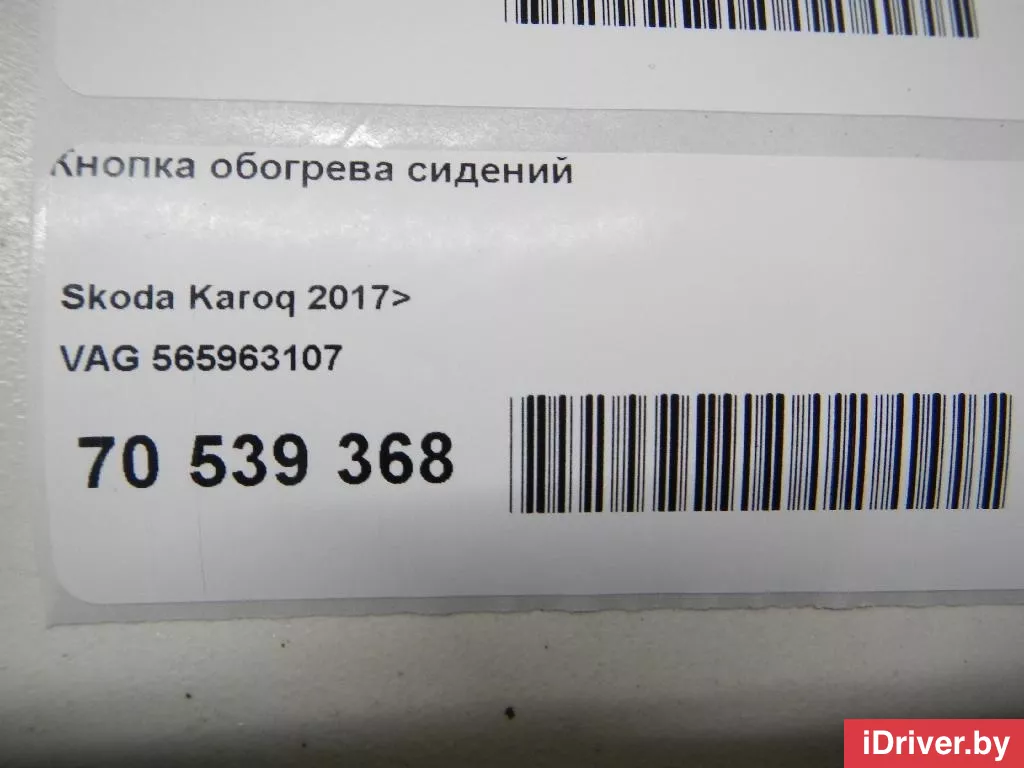 Кнопка обогрева сидений
Skoda Karoq 2017>
VAG 565963107
70 539 368
iDriver.by